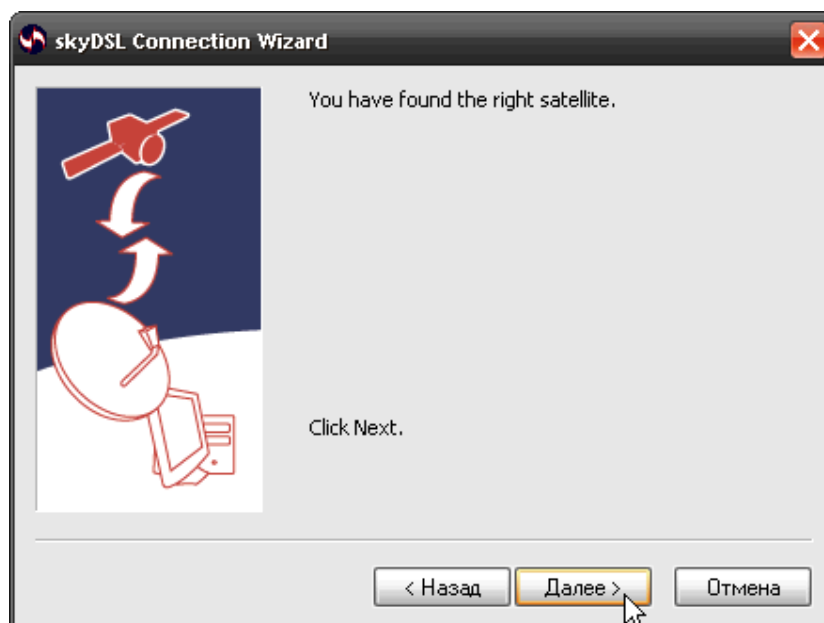 skyDSL Connection Wizard
You have found the right satellite.
Click Next.
< Назад Далее > Отмена